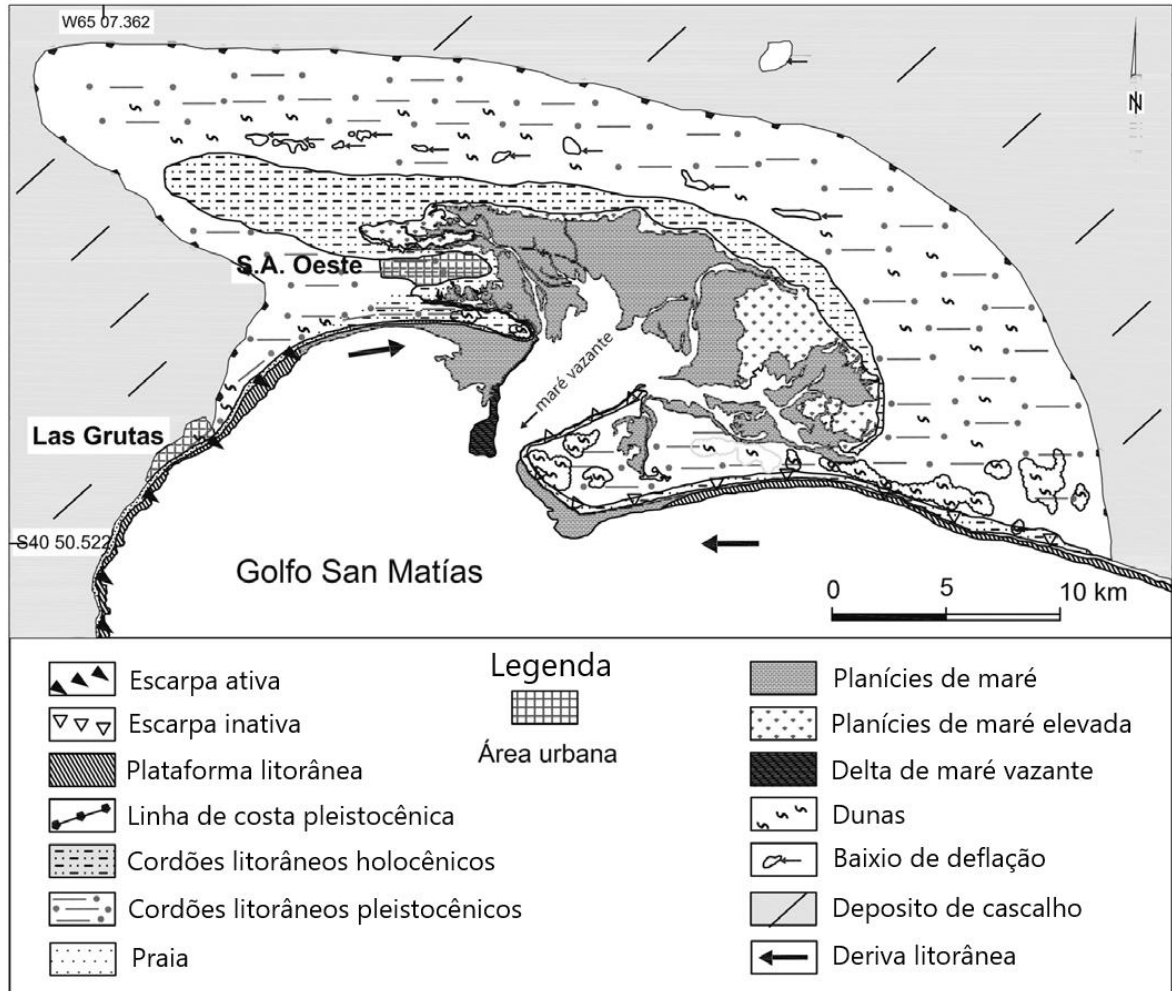 W65 07.362
N
S.A. Oeste
maré vazante
Las Grutas
S40 50.522
Golfo San Matías
0 5 10 km
Legenda
Escarpa ativa
Escarpa inativa
Plataforma litorânea
Linha de costa pleistocênica
Cordões litorâneos holocênicos
Cordões litorâneos pleistocênicos
Praia
Área urbana
Planícies de maré
Planícies de maré elevada
Delta de maré vazante
Dunas
Baixio de deflação
Deposito de cascalho
Deriva litorânea